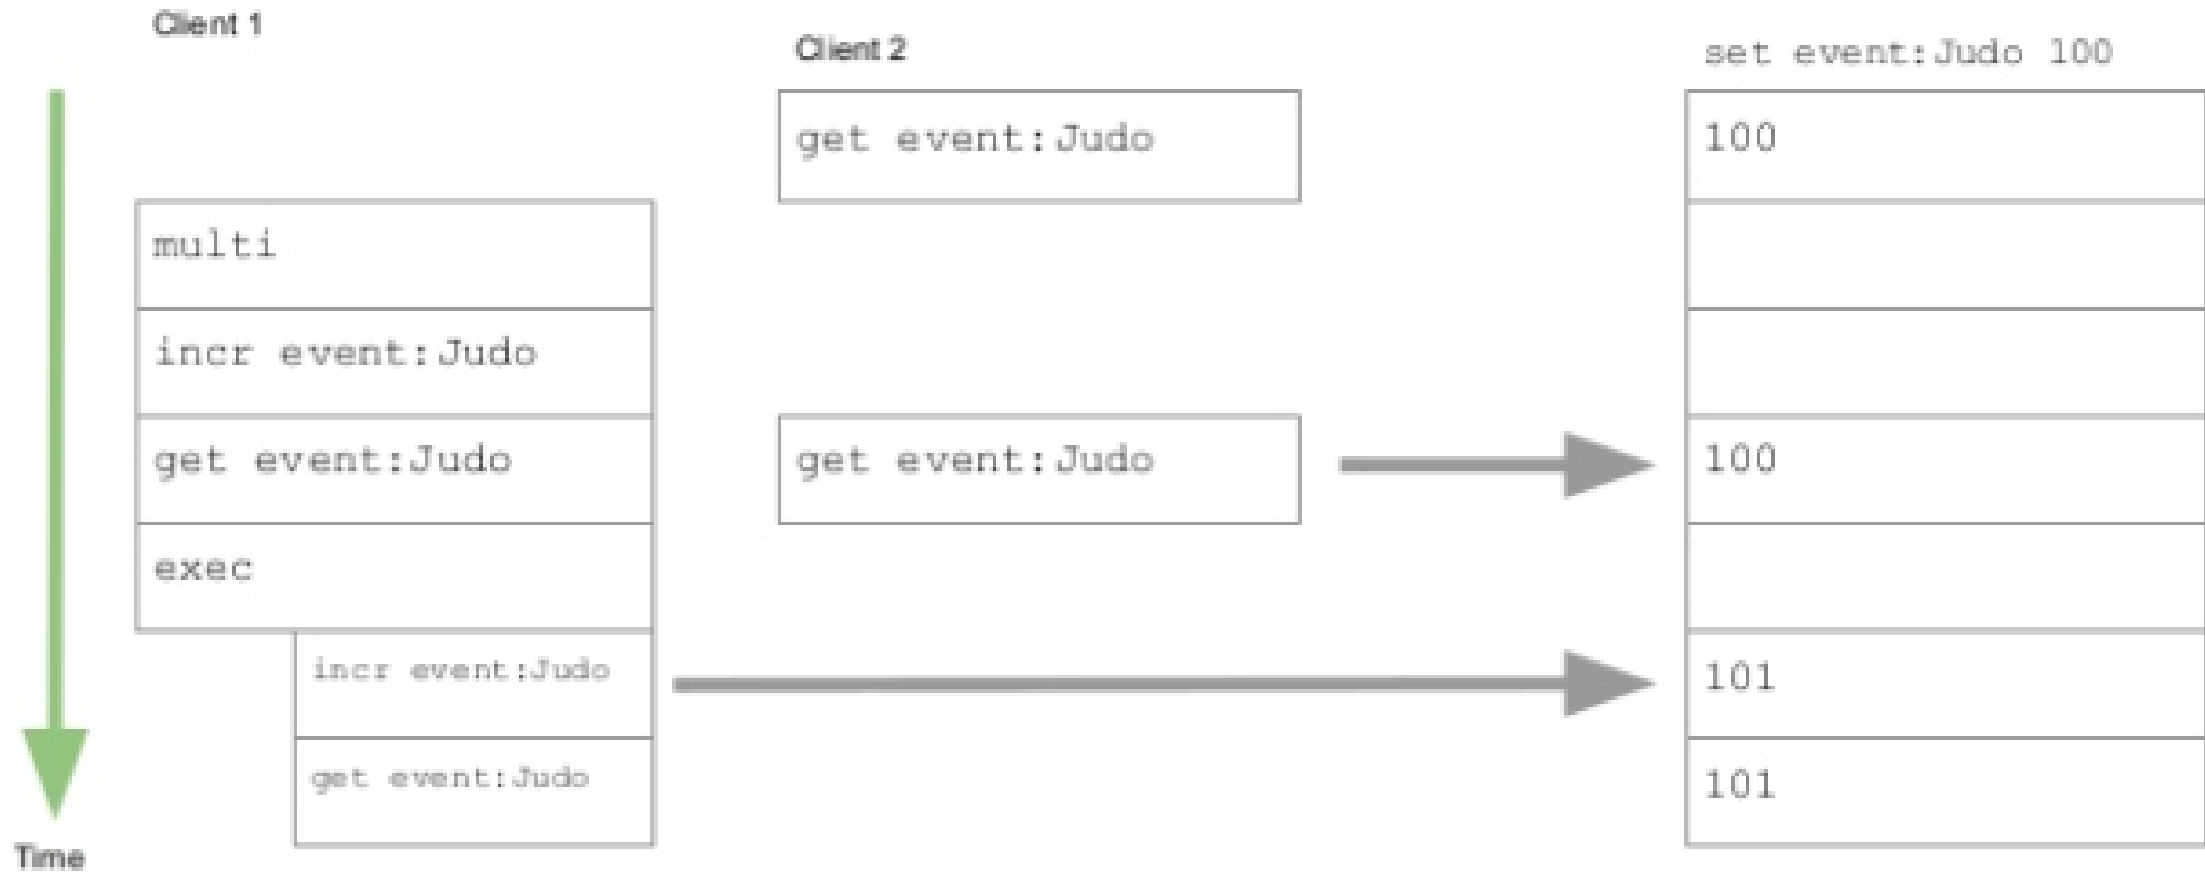 Client 1
Client 2
set event:Judo 100
get event:Judo
100
multi
incr event:Judo
get event:Judo
get event:Judo
100
exec
incr event:Judo
101
get event:Judo
101
Time